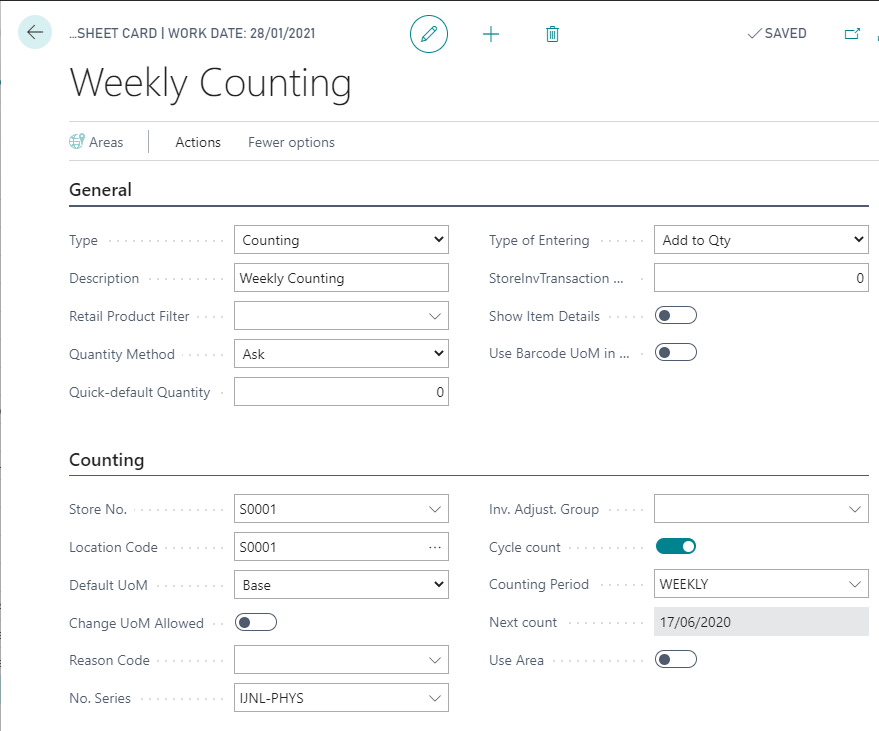 ...SHEET CARD | WORK DATE: 28/01/2021
SAVED
Weekly Counting
Areas Actions Fewer options
General
Type Counting
Description Weekly Counting
Retail Product Filter
Quantity Method Ask
Quick-default Quantity 0
Type of Entering Add to Qty
StoreInvTransaction ... 0
Show Item Details
Use Barcode UoM in ...
Counting
Store No. S0001
Location Code S0001
Default UoM Base
Change UoM Allowed
Reason Code
No. Series IJNL-PHYS
Inv. Adjust. Group
Cycle count
Counting Period WEEKLY
Next count 17/06/2020
Use Area